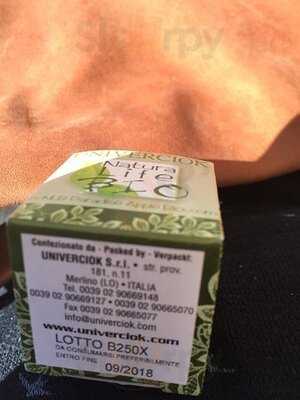 UNIVERCIOK
Natura
Life
BIO
Confezionato da - Packed by - Verpackt:
UNIVERCIOK S.r.l. • str. prov.
181, n.11
Merlino (LO) • ITALIA
Tel. 0039 02 90669148
0039 02 90669127 • 0039 02 90665070
Fax 0039 02 90665077
info@univerciok.com
www.univerciok.com
LOTTO B250X
DA CONSUMARSI PREFERIBILMENTE
ENTRO FINE 09/2018